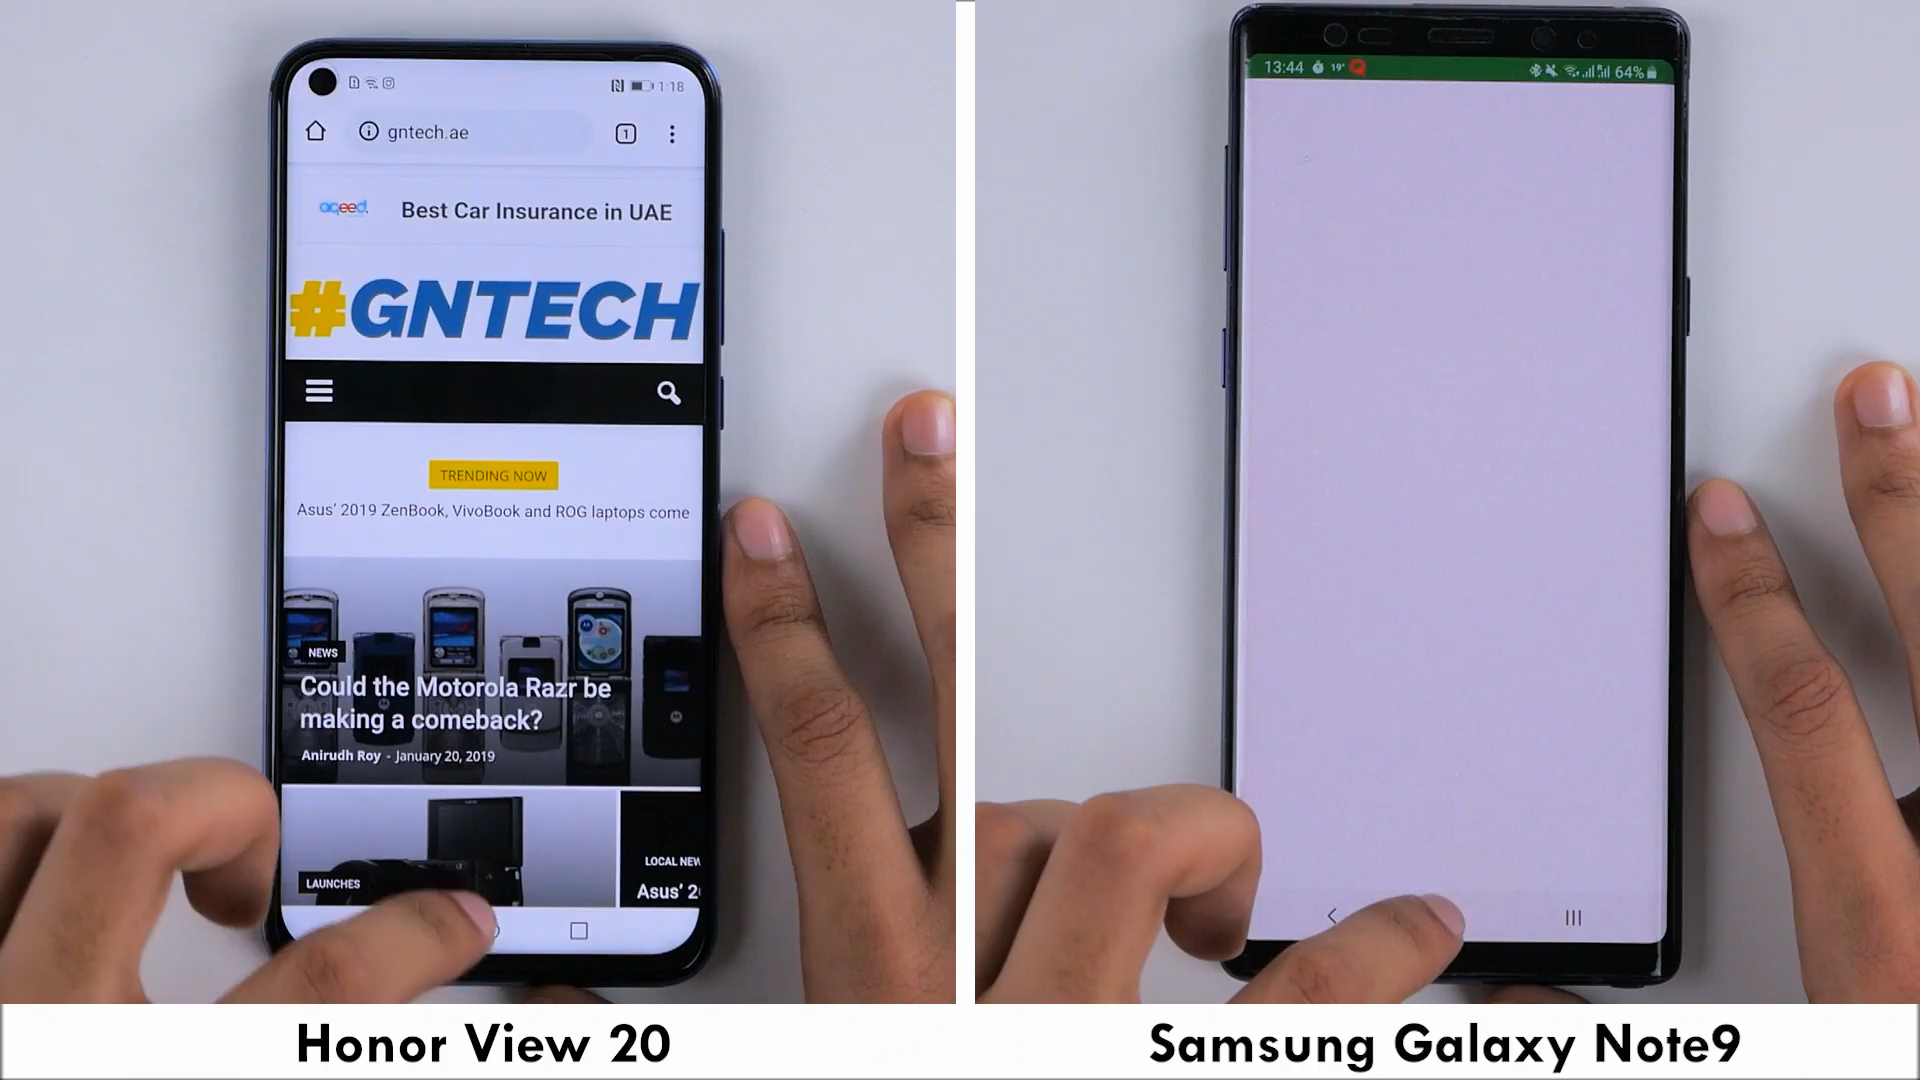 1:18
gntech.ae
1
aqeed.
Best Car Insurance in UAE
#GNTECH
TRENDING NOW
Asus' 2019 ZenBook, VivoBook and ROG laptops come
NEWS
Could the Motorola Razr be
making a comeback?
Anirudh Roy - January 20, 2019
LAUNCHES
LOCAL NEW
Asus' 20
13:44
19°
64%
Honor View 20
Samsung Galaxy Note9